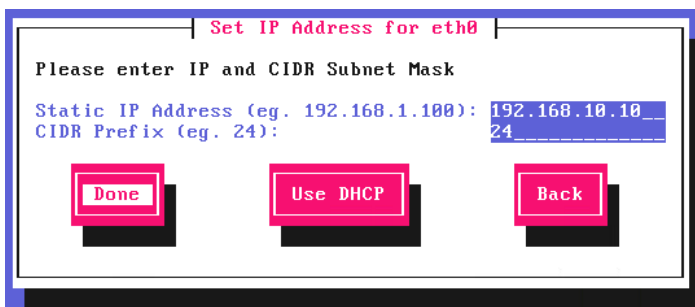 Set IP Address for eth0
Please enter IP and CIDR Subnet Mask
Static IP Address (eg. 192.168.1.100): 192.168.10.10__
CIDR Prefix (eg. 24): 24_____________
Done Use DHCP Back